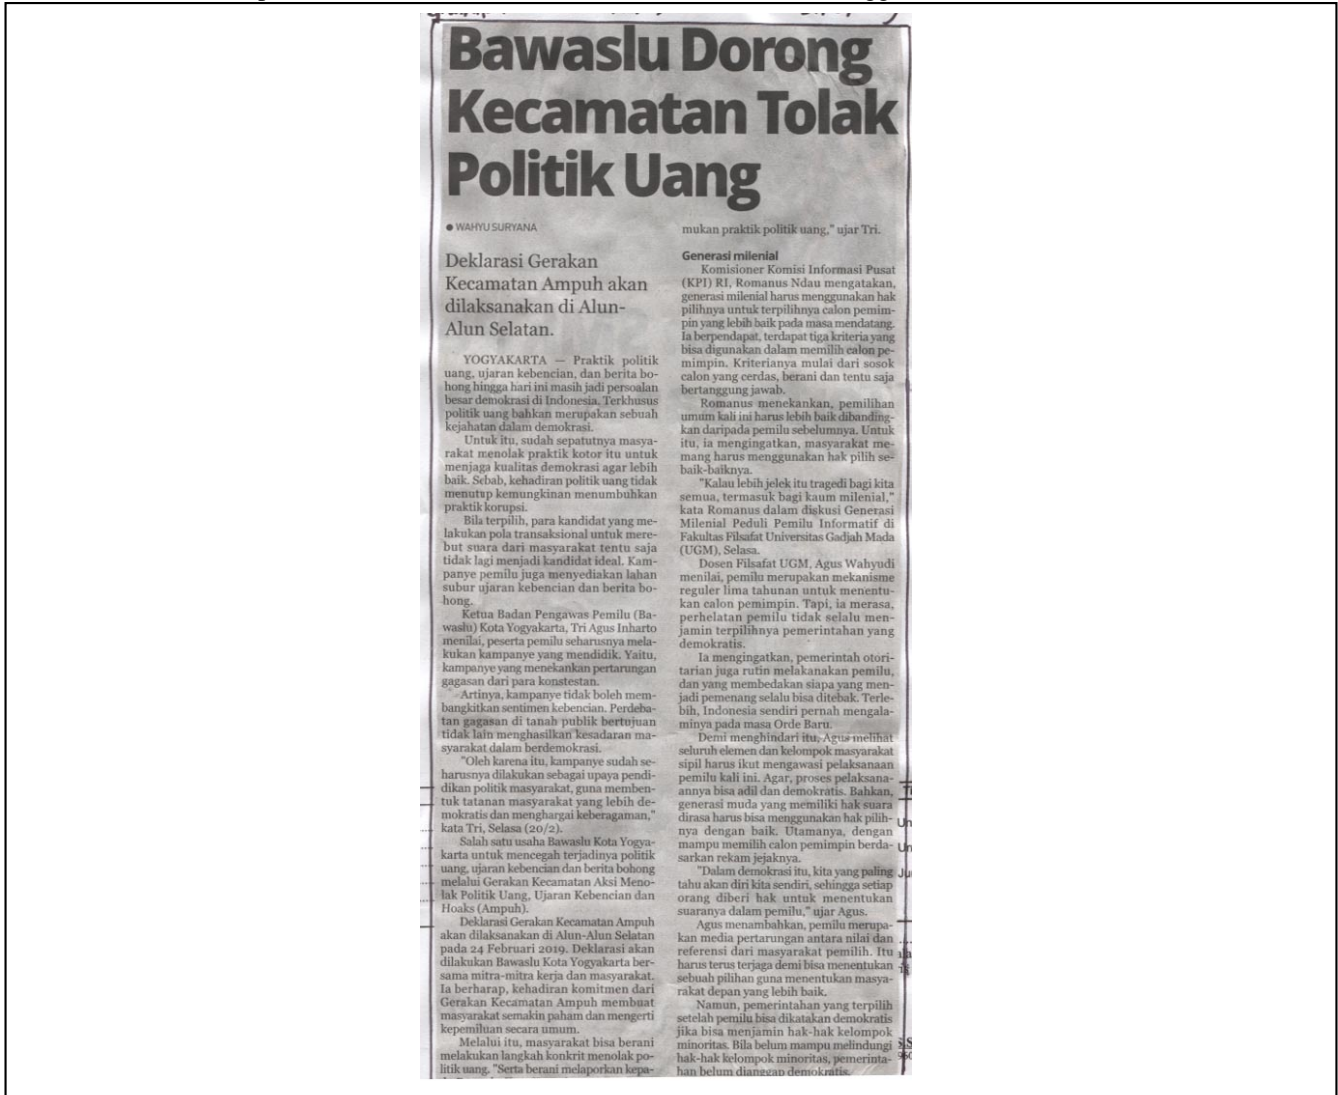 Bawaslu Dorong
Kecamatan Tolak
Politik Uang
● WAHYU SURYANA
Deklarasi Gerakan
Kecamatan Ampuh akan
dilaksanakan di Alun-
Alun Selatan.
YOGYAKARTA — Praktik politik
uang, ujaran kebencian, dan berita bo-
hong hingga hari ini masih jadi persoalan
besar demokrasi di Indonesia. Terkhusus
politik uang bahkan merupakan sebuah
kejahatan dalam demokrasi.
Untuk itu, sudah sepatutnya masya-
rakat menolak praktik kotor itu untuk
menjaga kualitas demokrasi agar lebih
baik. Sebab, kehadiran politik uang tidak
menutup kemungkinan menumbuhkan
praktik korupsi.
Bila terpilih, para kandidat yang me-
lakukan pola transaksional untuk mere-
but suara dari masyarakat tentu saja
tidak lagi menjadi kandidat ideal. Kam-
panye pemilu juga menyediakan lahan
subur ujaran kebencian dan berita bo-
hong.
Ketua Badan Pengawas Pemilu (Ba-
waslu) Kota Yogyakarta, Tri Agus Inharto
menilai, peserta pemilu seharusnya mela-
kukan kampanye yang mendidik. Yaitu,
kampanye yang menekankan pertarungan
gagasan dari para konstestan.
Artinya, kampanye tidak boleh mem-
bangkitkan sentimen kebencian. Perdeba-
tan gagasan di tanah publik bertujuan
tidak lain menghasilkan kesadaran ma-
syarakat dalam berdemokrasi.
"Oleh karena itu, kampanye sudah se-
harusnya dilakukan sebagai upaya pendi-
dikan politik masyarakat, guna memben-
tuk tatanan masyarakat yang lebih de-
mokratis dan menghargai keberagaman,"
kata Tri, Selasa (20/2).
Salah satu usaha Bawaslu Kota Yogya-
karta untuk mencegah terjadinya politik
uang, ujaran kebencian dan berita bohong
melalui Gerakan Kecamatan Aksi Meno-
lak Politik Uang, Ujaran Kebencian dan
Hoaks (Ampuh).
Deklarasi Gerakan Kecamatan Ampuh
akan dilaksanakan di Alun-Alun Selatan
pada 24 Februari 2019. Deklarasi akan
dilakukan Bawaslu Kota Yogyakarta ber-
sama mitra-mitra kerja dan masyarakat.
Ia berharap, kehadiran komitmen dari
Gerakan Kecamatan Ampuh membuat
masyarakat semakin paham dan mengerti
kepemiluan secara umum.
Melalui itu, masyarakat bisa berani
melakukan langkah konkrit menolak po-
litik uang. "Serta berani melaporkan kepa-
mukan praktik politik uang," ujar Tri.
Generasi milenial
Komisioner Komisi Informasi Pusat
(KPI) RI, Romanus Ndau mengatakan,
generasi milenial harus menggunakan hak
pilihnya untuk terpilihnya calon pemim-
pin yang lebih baik pada masa mendatang.
Ia berpendapat, terdapat tiga kriteria yang
bisa digunakan dalam memilih calon pe-
mimpin. Kriterianya mulai dari sosok
calon yang cerdas, berani dan tentu saja
bertanggung jawab.
Romanus menekankan, pemilihan
umum kali ini harus lebih baik dibanding-
kan daripada pemilu sebelumnya. Untuk
itu, ia mengingatkan, masyarakat me-
mang harus menggunakan hak pilih se-
baik-baiknya.
"Kalau lebih jelek itu tragedi bagi kita
semua, termasuk bagi kaum milenial,"
kata Romanus dalam diskusi Generasi
Milenial Peduli Pemilu Informatif di
Fakultas Filsafat Universitas Gadjah Mada
(UGM), Selasa.
Dosen Filsafat UGM, Agus Wahyudi
menilai, pemilu merupakan mekanisme
reguler lima tahunan untuk menentu-
kan calon pemimpin. Tapi, ia merasa,
perhelatan pemilu tidak selalu men-
jamin terpilihnya pemerintahan yang
demokratis.
Ia mengingatkan, pemerintah otori-
tarian juga rutin melakanakan pemilu,
dan yang membedakan siapa yang men-
jadi pemenang selalu bisa ditebak. Terle-
bih, Indonesia sendiri pernah mengala-
minya pada masa Orde Baru.
Demi menghindari itu, Agus melihat
seluruh elemen dan kelompok masyarakat
sipil harus ikut mengawasi pelaksanaan
pemilu kali ini. Agar, proses pelaksana-
annya bisa adil dan demokratis. Bahkan,
generasi muda yang memiliki hak suara
dirasa harus bisa menggunakan hak pilih-
nya dengan baik. Utamanya, dengan
mampu memilih calon pemimpin berda-
sarkan rekam jejaknya.
"Dalam demokrasi itu, kita yang paling
tahu akan diri kita sendiri, sehingga setiap
orang diberi hak untuk menentukan
suaranya dalam pemilu," ujar Agus.
Agus menambahkan, pemilu merupa-
kan media pertarungan antara nilai dan
referensi dari masyarakat pemilih. Itu
harus terus terjaga demi bisa menentukan
sebuah pilihan guna menentukan masya-
rakat depan yang lebih baik.
Namun, pemerintahan yang terpilih
setelah pemilu bisa dikatakan demokratis
jika bisa menjamin hak-hak kelompok
minoritas. Bila belum mampu melindungi
hak-hak kelompok minoritas, pemerinta-
han belum dianggap demokratis.